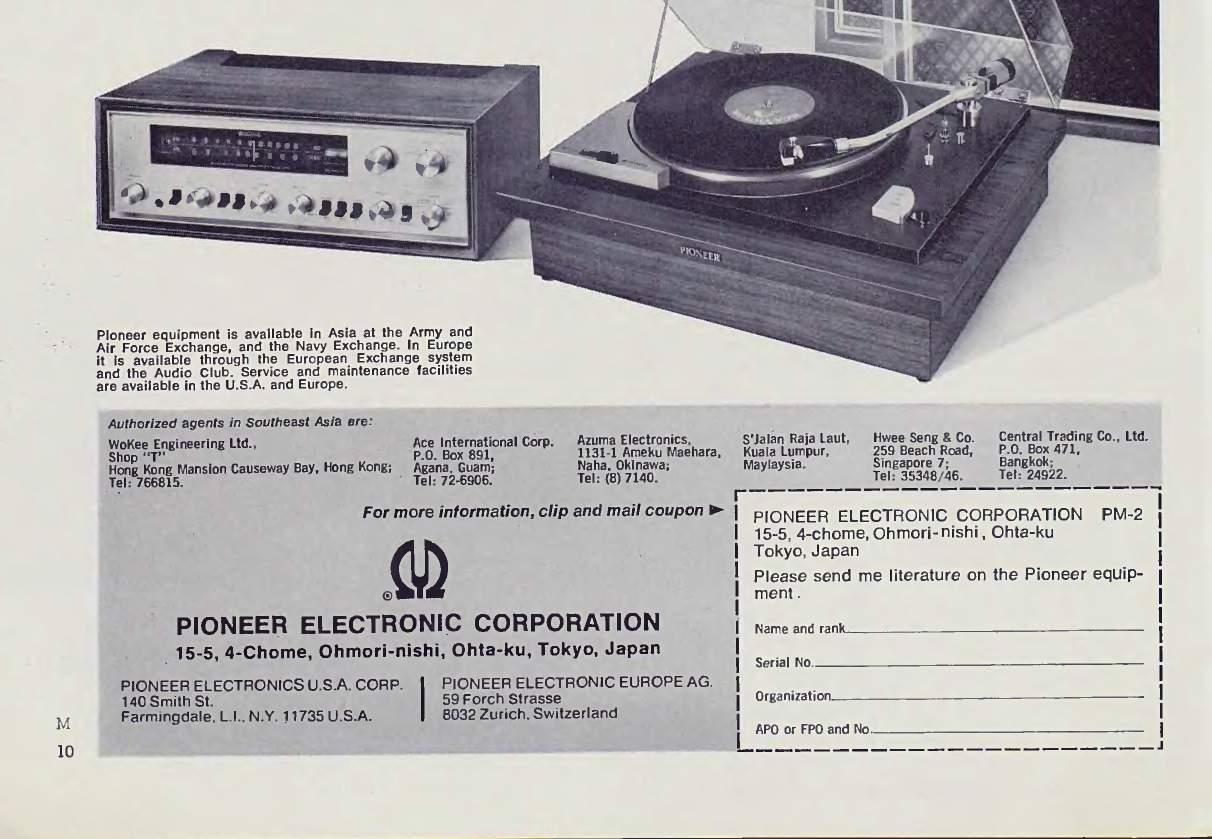 PIONEER
Pioneer equipment is available in Asia at the Army and
Air Force Exchange, and the Navy Exchange. In Europe
it is available through the European Exchange system
and the Audio Club. Service and maintenance facilities
are available in the U.S.A. and Europe.
Authorized agents in Southeast Asia are:
WoKee Engineering Ltd.,
Shop "T"
Hong Kong Mansion Causeway Bay, Hong Kong;
Tel: 766815.
Ace International Corp.
P.O. Box 891,
Agana, Guam;
Tel: 72-6906.
Azuma Electronics,
1131-1 Ameku Maehara,
Naha, Okinawa;
Tel: (8) 7140.
S'Jalan Raja Laut,
Kuala Lumpur,
Maylaysia.
Hwee Seng & Co.
259 Beach Road,
Singapore 7;
Tel: 35348/46.
Central Trading Co., Ltd.
P.O. Box 471,
Bangkok;
Tel: 24922.
For more information, clip and mail coupon ►
®
PIONEER ELECTRONIC CORPORATION
15-5, 4-Chome, Ohmori-nishi, Ohta-ku, Tokyo, Japan
PIONEER ELECTRONICS U.S.A. CORP.
140 Smith St.
Farmingdale, L.I., N.Y. 11735 U.S.A.
PIONEER ELECTRONIC EUROPE AG.
59 Forch Strasse
8032 Zurich, Switzerland
PIONEER ELECTRONIC CORPORATION PM-2
15-5, 4-chome, Ohmori-nishi, Ohta-ku
Tokyo, Japan
Please send me literature on the Pioneer equip-
ment.
Name and rank
Serial No.
Organization
APO or FPO and No.
M
10